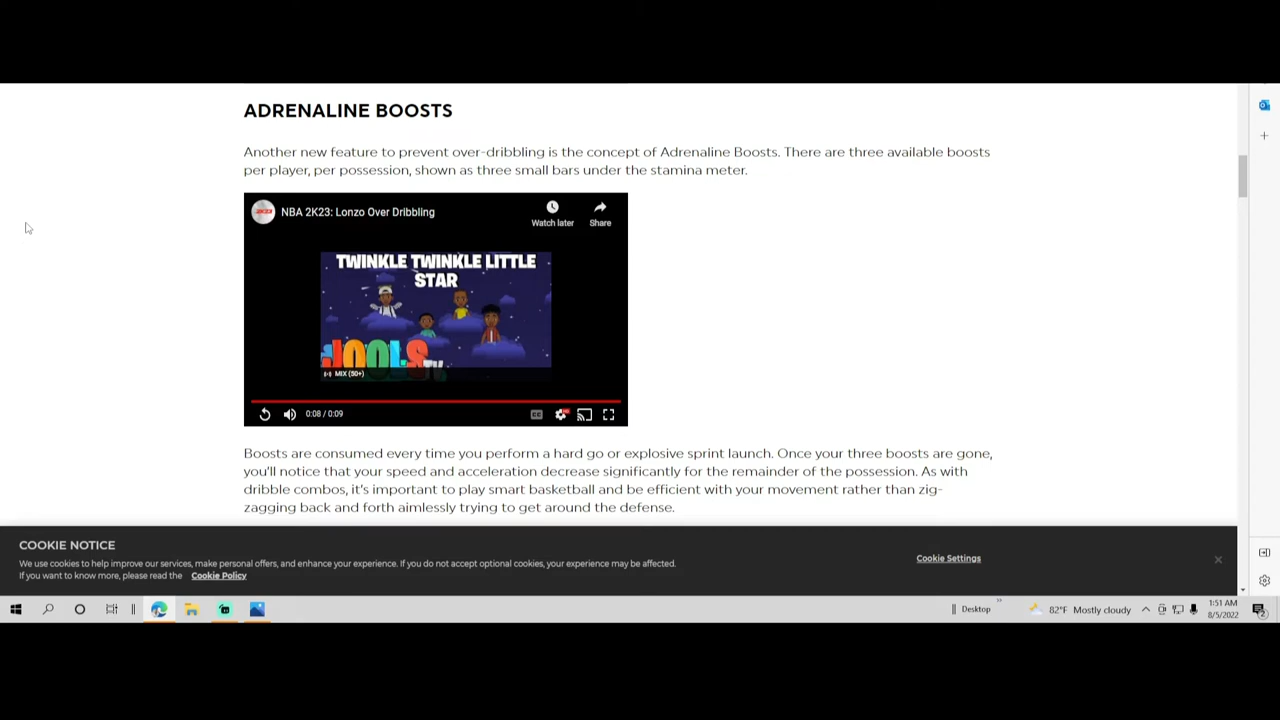 ADRENALINE BOOSTS
Another new feature to prevent over-dribbling is the concept of Adrenaline Boosts. There are three available boosts
per player, per possession, shown as three small bars under the stamina meter.
2K23
NBA 2K23: Lonzo Over Dribbling
Watch later
Share
TWINKLE TWINKLE LITTLE
STAR
JOOLS
TV
MIX (50+)
0:08 / 0:09
CC
Boosts are consumed every time you perform a hard go or explosive sprint launch. Once your three boosts are gone,
you'll notice that your speed and acceleration decrease significantly for the remainder of the possession. As with
dribble combos, it's important to play smart basketball and be efficient with your movement rather than zig-
zagging back and forth aimlessly trying to get around the defense.
COOKIE NOTICE
We use cookies to help improve our services, make personal offers, and enhance your experience. If you do not accept optional cookies, your experience may be affected.
If you want to know more, please read the Cookie Policy
Cookie Settings
Desktop
82°F Mostly cloudy
1:51 AM
8/5/2022
2